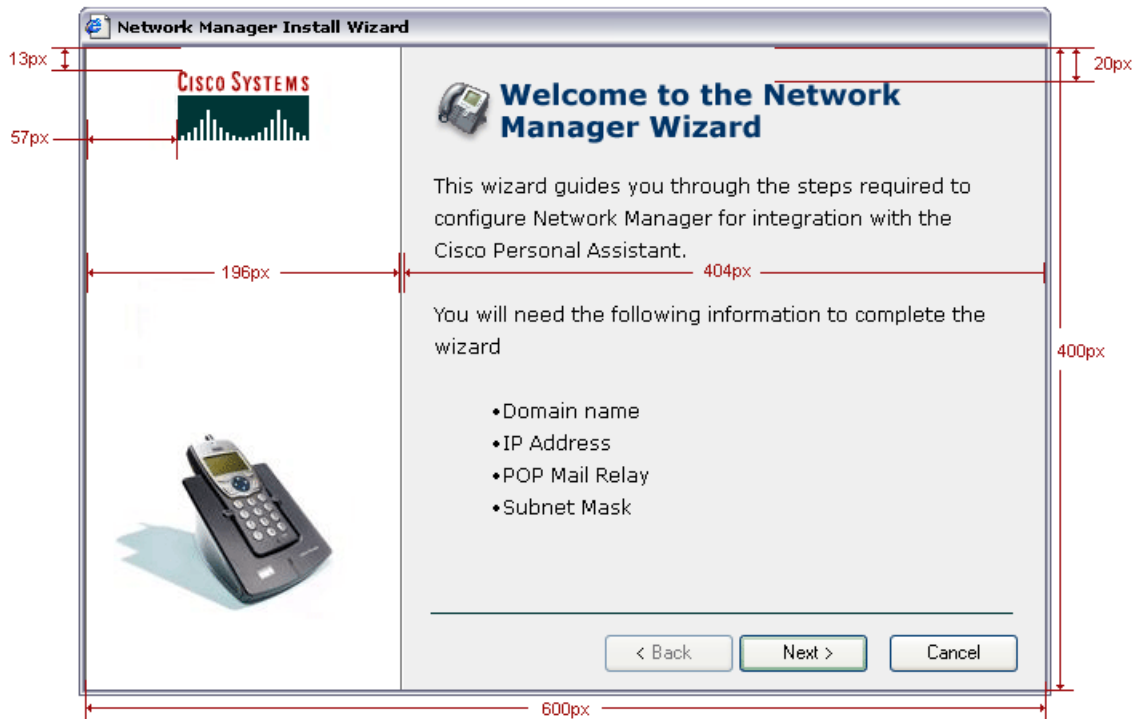 Network Manager Install Wizard
13px
20px
CISCO SYSTEMS
57px
Welcome to the Network
Manager Wizard
This wizard guides you through the steps required to
configure Network Manager for integration with the
Cisco Personal Assistant.
196px
404px
You will need the following information to complete the
wizard
400px
•Domain name
•IP Address
•POP Mail Relay
•Subnet Mask
< Back
Next >
Cancel
600px